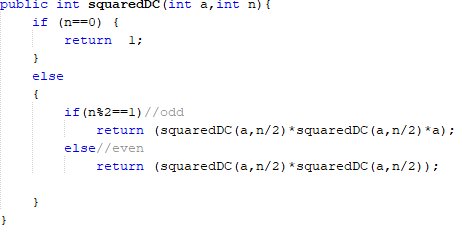 public int squaredDC(int a,int n){
if (n==0) {
return 1;
}
else
{
if(n%2==1)//odd
return (squaredDC(a,n/2)*squaredDC(a,n/2)*a);
else//even
return (squaredDC(a,n/2)*squaredDC(a,n/2));
}
}